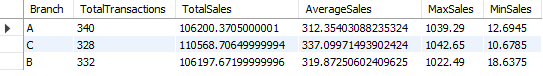 Branch TotalTransactions TotalSales AverageSales MaxSales MinSales
A 340 106200.3705000001 312.35403088235324 1039.29 12.6945
C 328 110568.70649999994 337.09971493902424 1042.65 10.6785
B 332 106197.67199999996 319.87250602409625 1022.49 18.6375